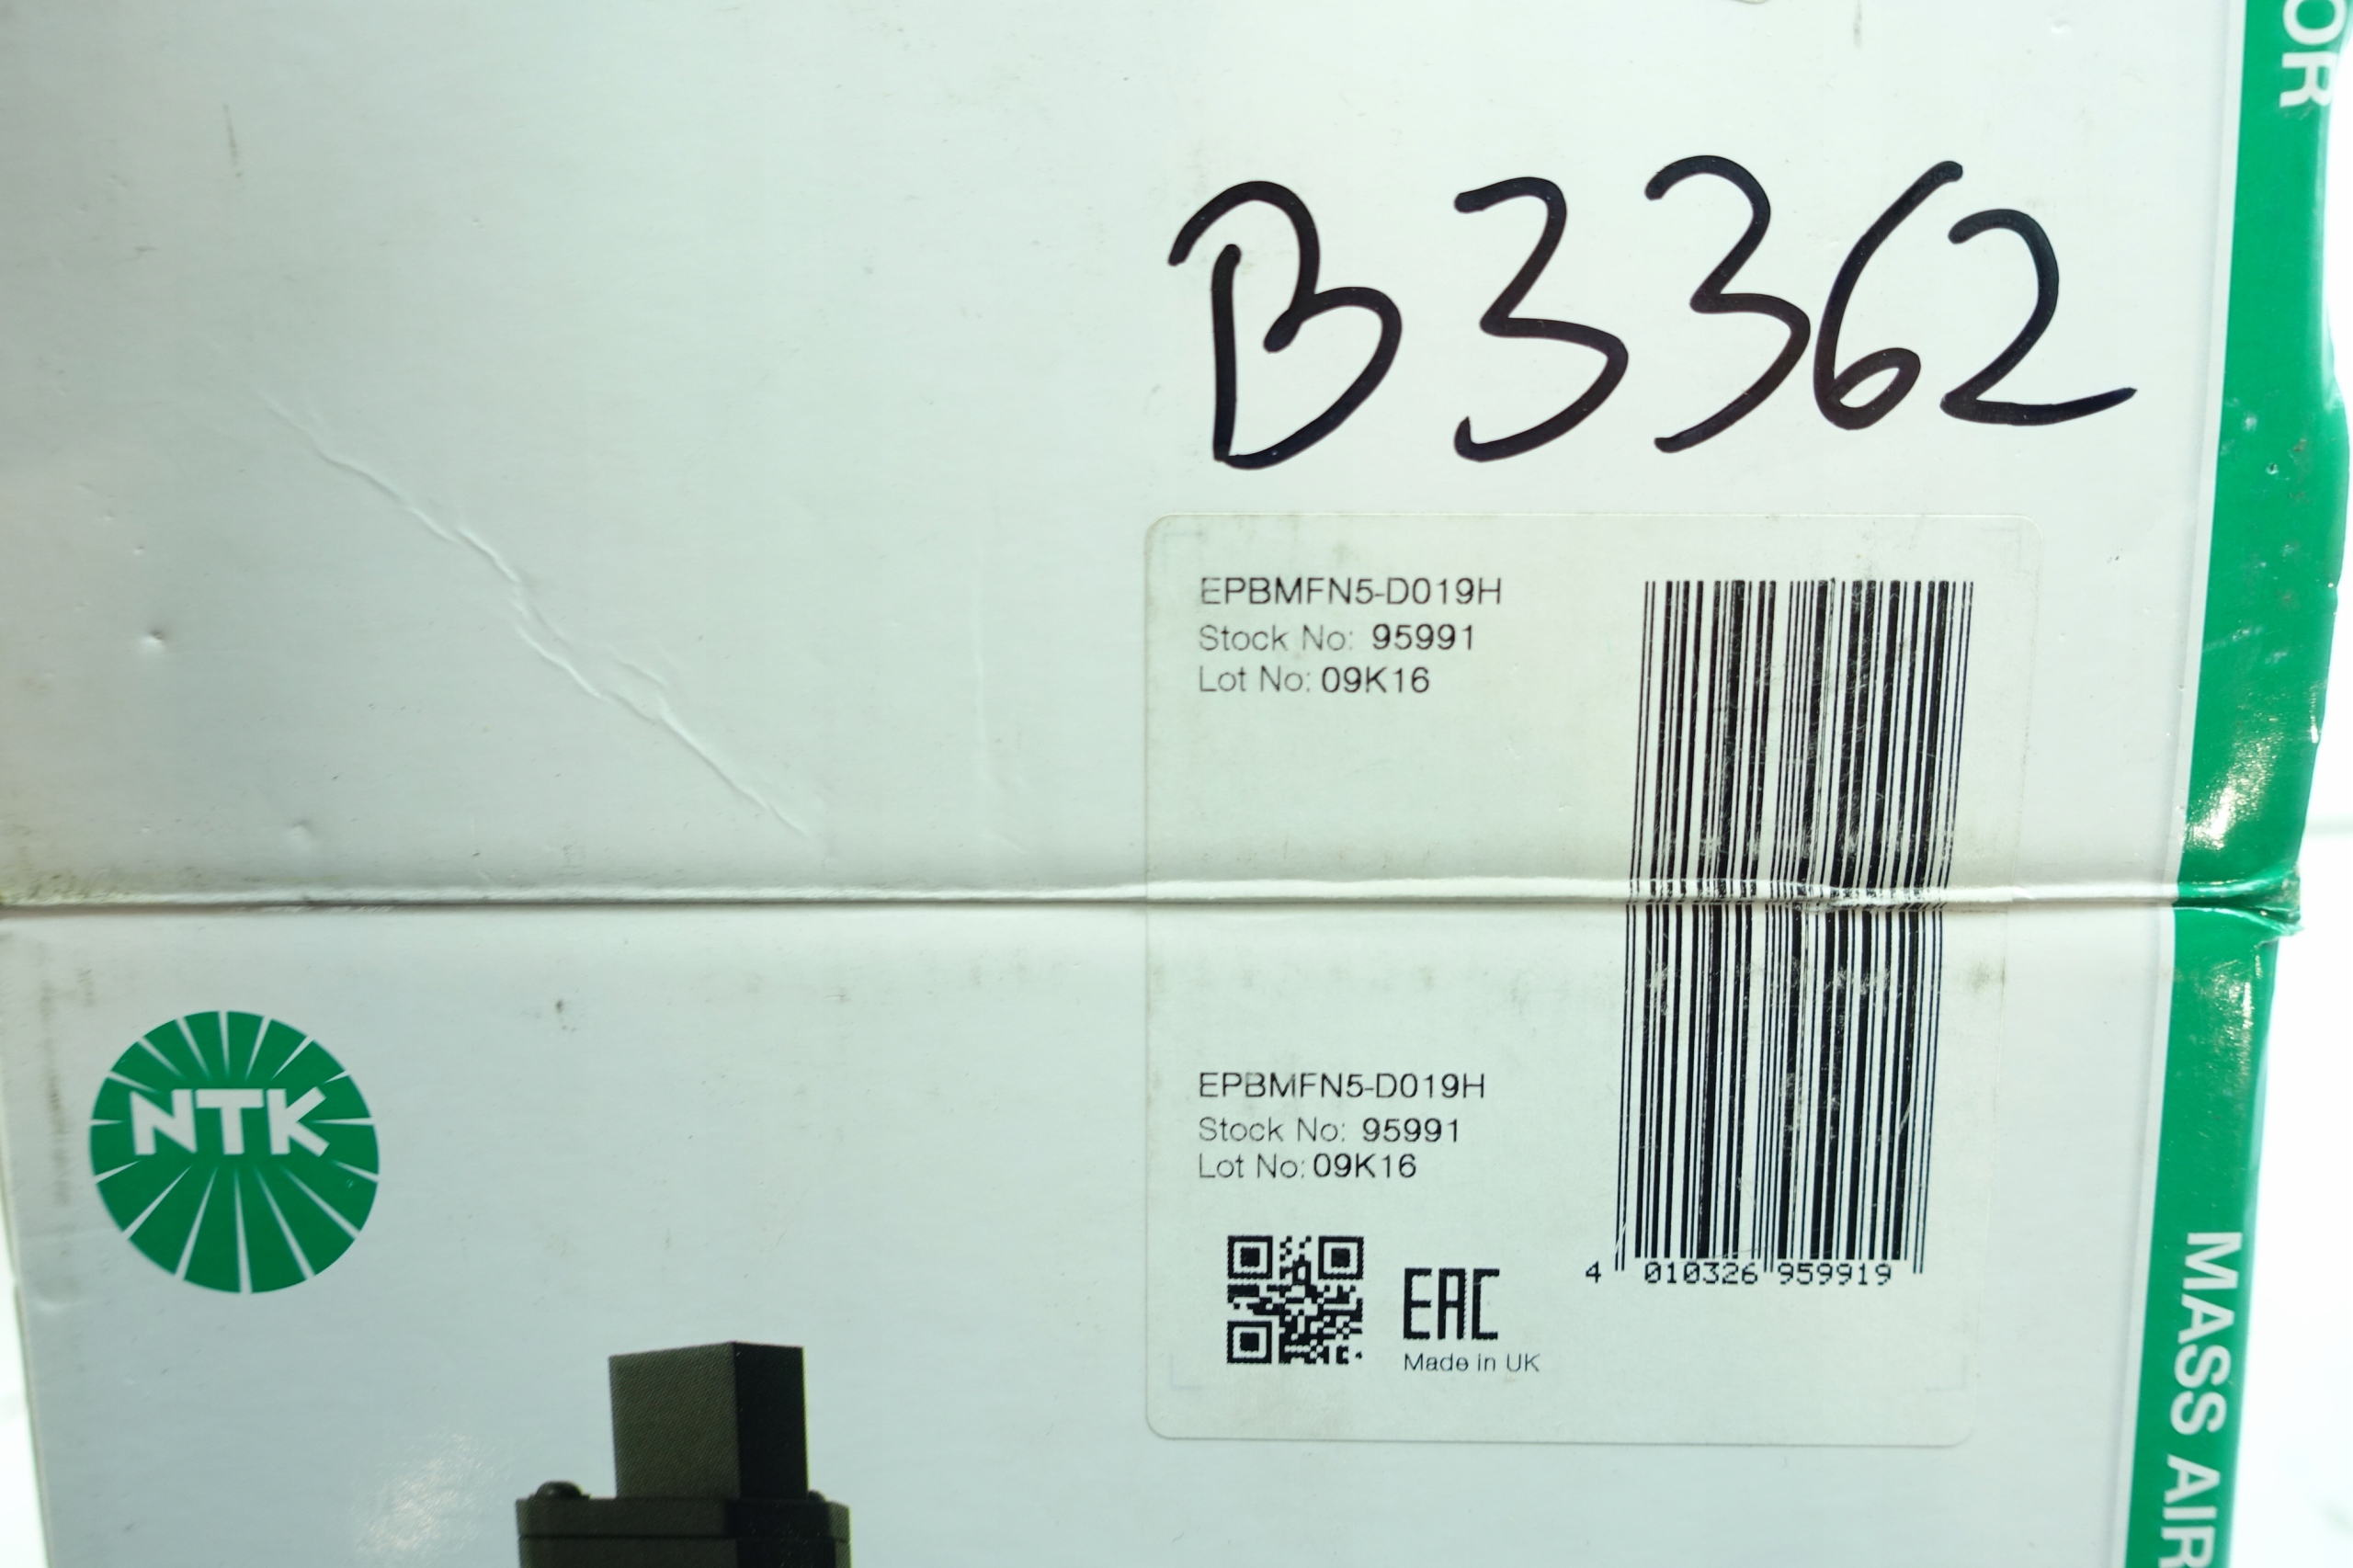 OR
B3362
EPBMFN5-D019H
Stock No: 95991
Lot No: 09K16
NTK
EPBMFN5-D019H
Stock No: 95991
Lot No: 09K16
4 010326 959919
EAC
Made in UK
MASS AIR